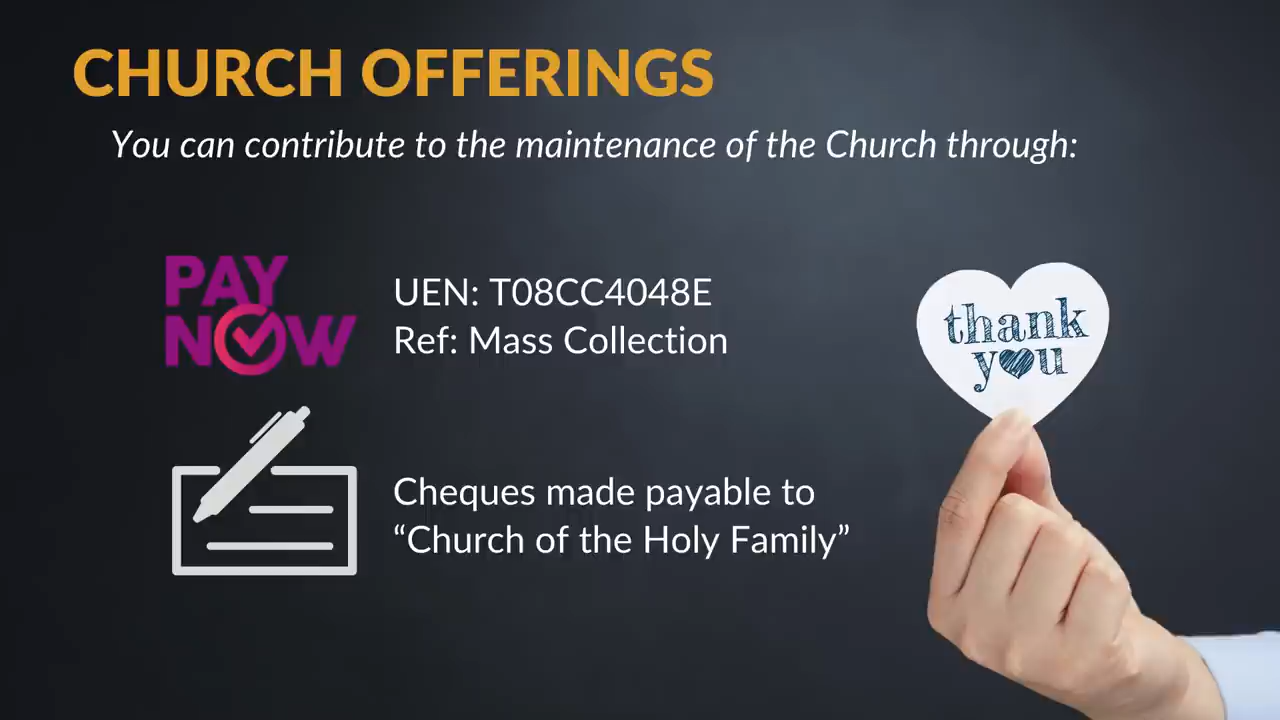 CHURCH OFFERINGS
You can contribute to the maintenance of the Church through:
PAY
NOW
UEN: T08CC4048E
Ref: Mass Collection
thank
you
Cheques made payable to
“Church of the Holy Family”